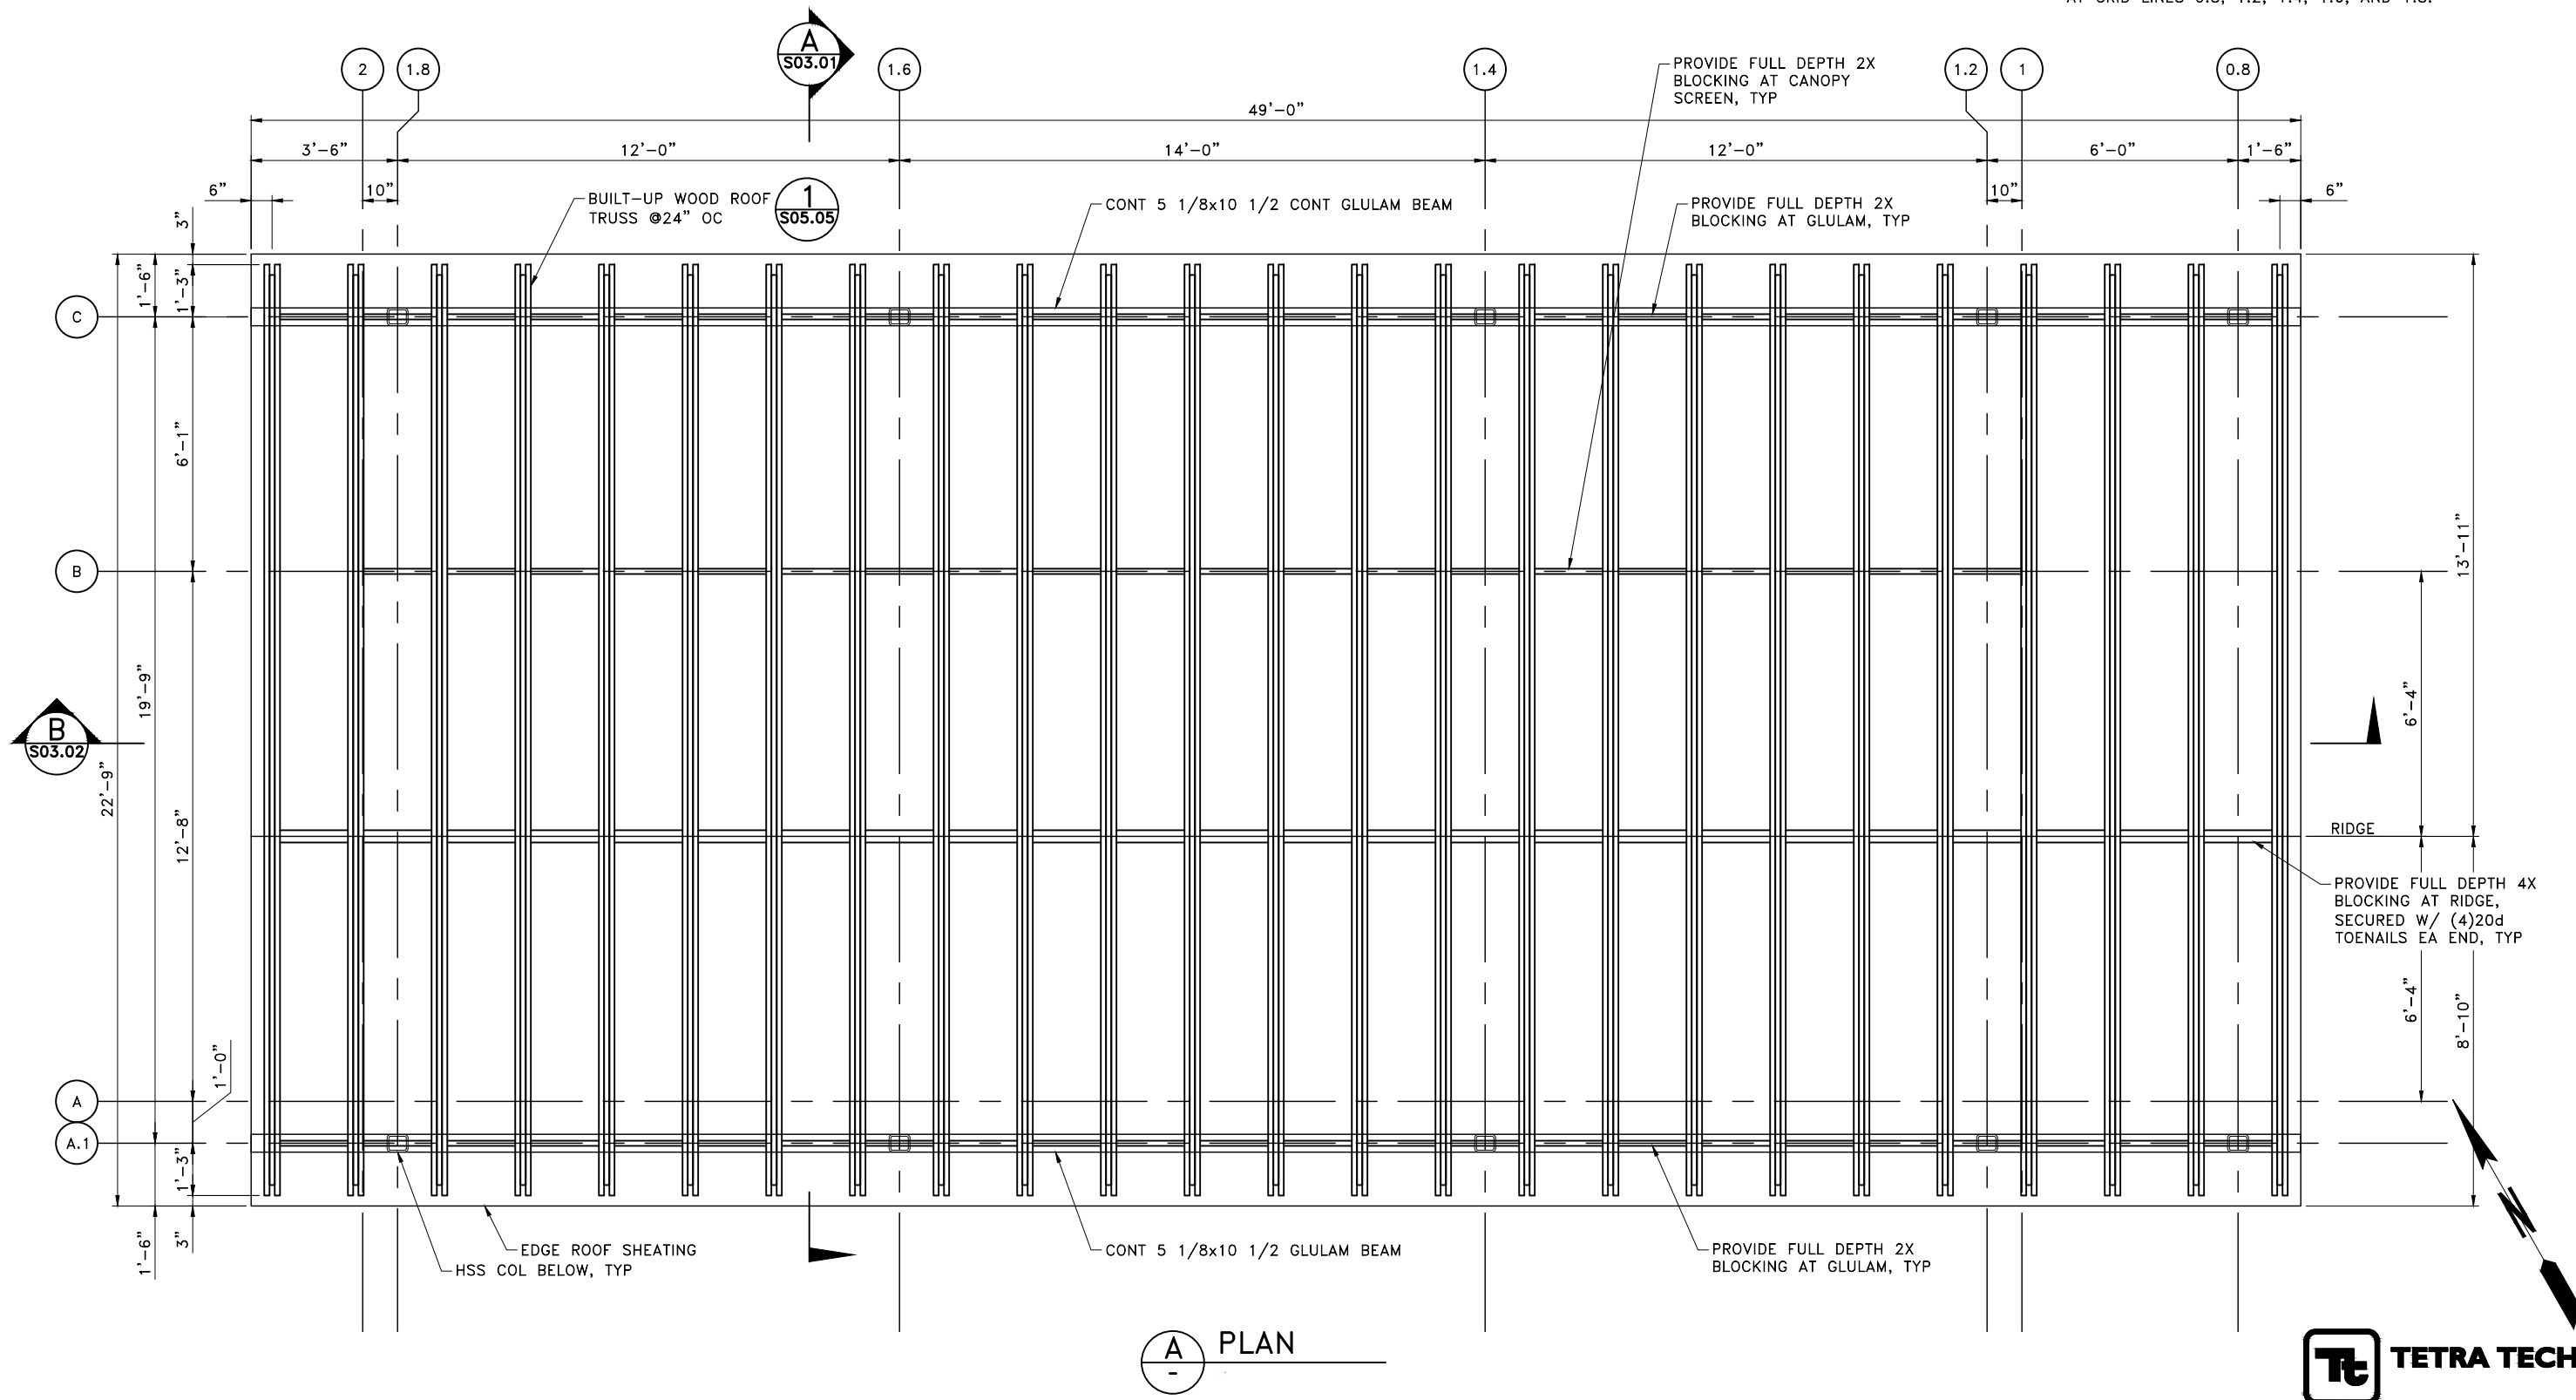 2
1.8
A
S03.01
1.6
1.4
PROVIDE FULL DEPTH 2X
BLOCKING AT CANOPY
SCREEN, TYP
1.2
1
0.8
49'-0"
3'-6"
12'-0"
14'-0"
12'-0"
6'-0"
1'-6"
6"
10"
BUILT-UP WOOD ROOF
TRUSS @24" OC
1
S05.05
CONT 5 1/8x10 1/2 CONT GLULAM BEAM
PROVIDE FULL DEPTH 2X
BLOCKING AT GLULAM, TYP
10"
6"
3"
1'-6"
1'-3"
C
6'-1"
B
13'-11"
19'-9"
6'-4"
B
S03.02
22'-9"
12'-8"
RIDGE
PROVIDE FULL DEPTH 4X
BLOCKING AT RIDGE,
SECURED W/ (4)20d
TOENAILS EA END, TYP
6'-4"
8'-10"
1'-0"
A
A.1
1'-3"
1'-6"
3"
EDGE ROOF SHEATING
HSS COL BELOW, TYP
CONT 5 1/8x10 1/2 GLULAM BEAM
PROVIDE FULL DEPTH 2X
BLOCKING AT GLULAM, TYP
N
A
-
PLAN
Tt
TETRA TECH